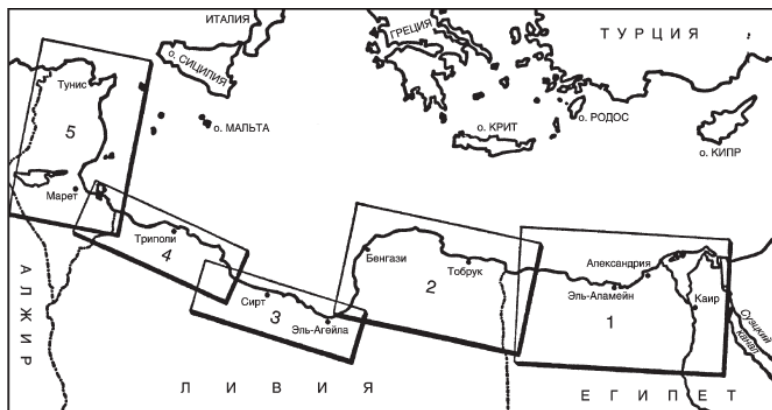 ИТАЛИЯ
ГРЕЦИЯ
ТУРЦИЯ
о. СИЦИЛИЯ
Тунис
о. МАЛЬТА
о. КРИТ
о. РОДОС
о. КИПР
5
Марет
Триполи
4
Бенгази
2
Тобрук
Александрия
Эль-Аламейн
Каир
1
Суэцкий
канал
Сирт
3
Эль-Агейла
АЛЖИР
ЛИВИЯ
ЕГИПЕТ